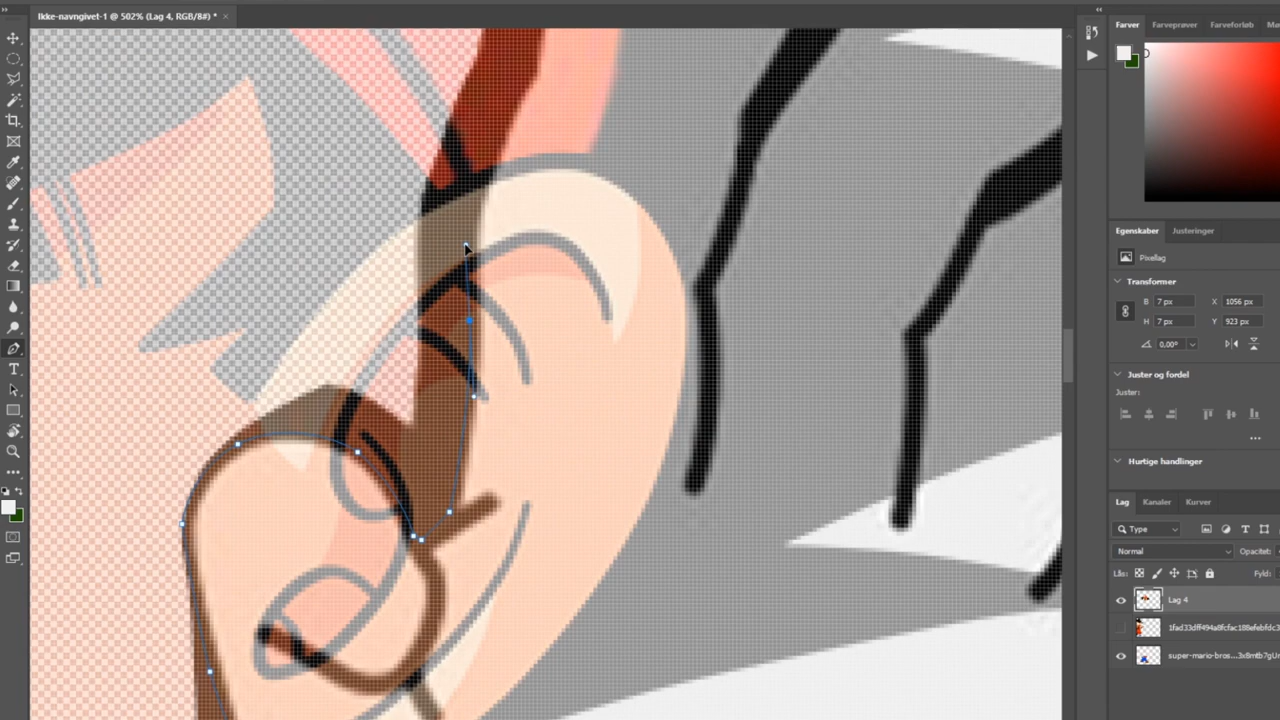 Ikke-navngivet-1 @ 502% (Lag 4, RGB/8#) *
Farver Farveprøver Farveforløb
Egenskaber Justeringer
Pixellag
Transformer
B 7 px X 1056 px
H 7 px Y 923 px
0,00°
Juster og fordel
Juster:
Hurtige handlinger
Lag Kanaler Kurver
Type
Normal Opacitet:
Lås: Fyld:
Lag 4
super-mario-bros...3x8mtb7gUr